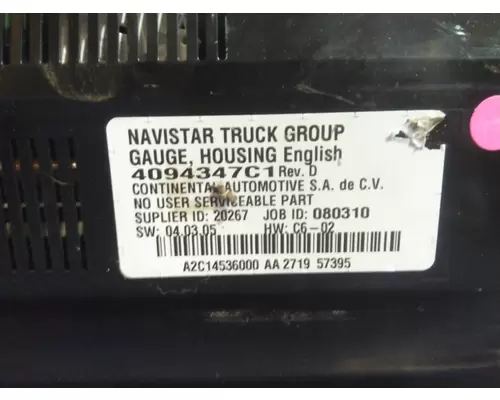 NAVISTAR TRUCK GROUP
GAUGE, HOUSING English
4094347C1 Rev. D
CONTINENTAL AUTOMOTIVE S.A. de C.V.
NO USER SERVICEABLE PART
SUPPLIER ID: 20267 JOB ID: 080310
SW: 04.03.05 HW: C6-02
A2C14536000 AA 2719 57395